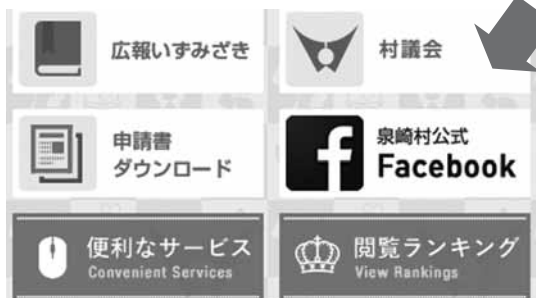 広報いずみざき
村議会
申請書
ダウンロード
泉崎村公式
Facebook
便利なサービス
Convenient Services
閲覧ランキング
View Rankings